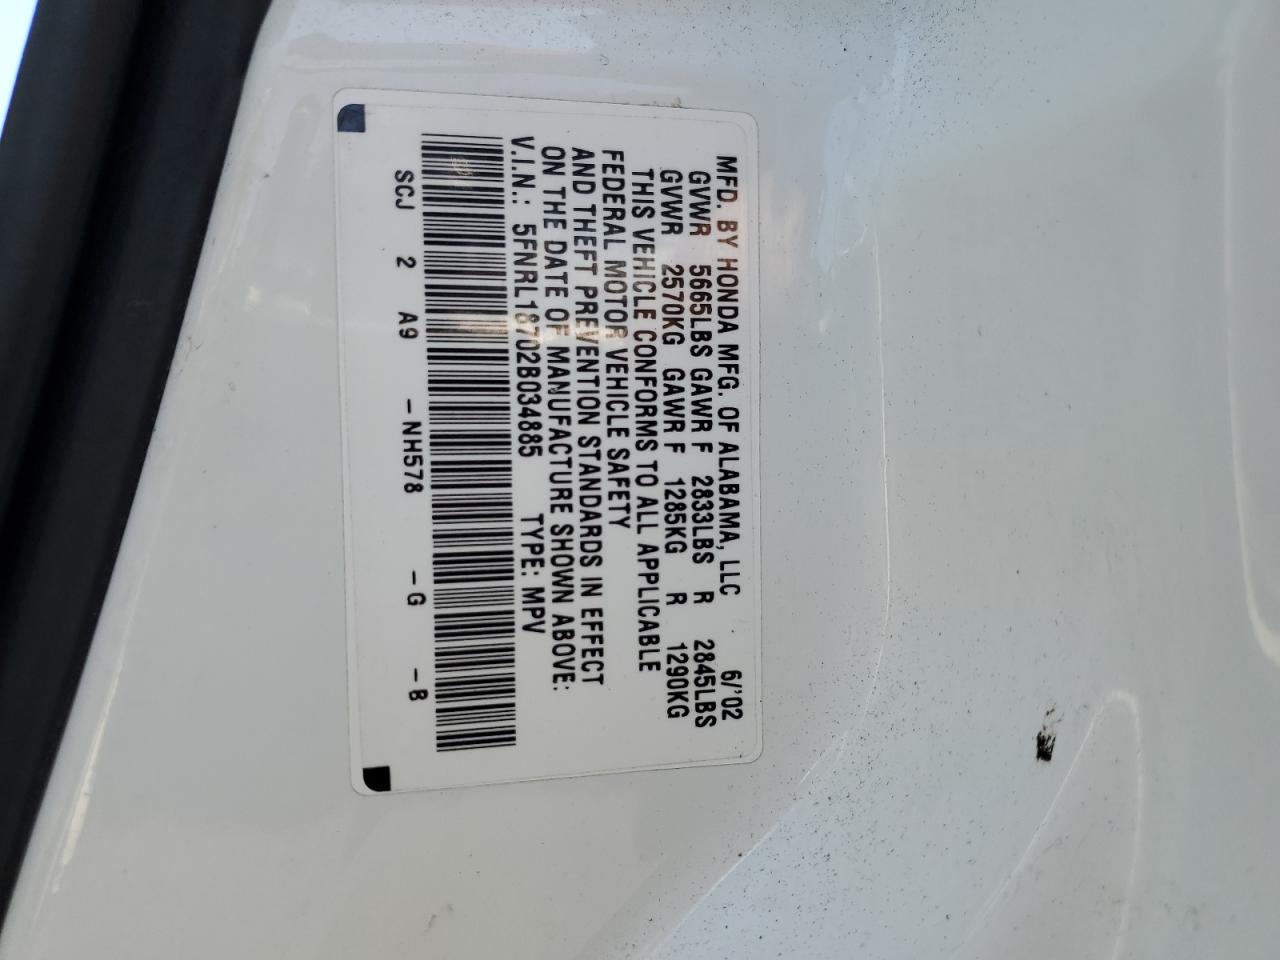 MFD. BY HONDA MFG. OF ALABAMA, LLC 6/'02
GVWR 5665LBS GAWR F 2833LBS R 2845LBS
GVWR 2570KG GAWR F 1285KG R 1290KG
THIS VEHICLE CONFORMS TO ALL APPLICABLE
FEDERAL MOTOR VEHICLE SAFETY
AND THEFT PREVENTION STANDARDS IN EFFECT
ON THE DATE OF MANUFACTURE SHOWN ABOVE:
V.I.N.: 5FNRL18702B034885 TYPE: MPV
SCJ 2 A9 -NH578 -G -B